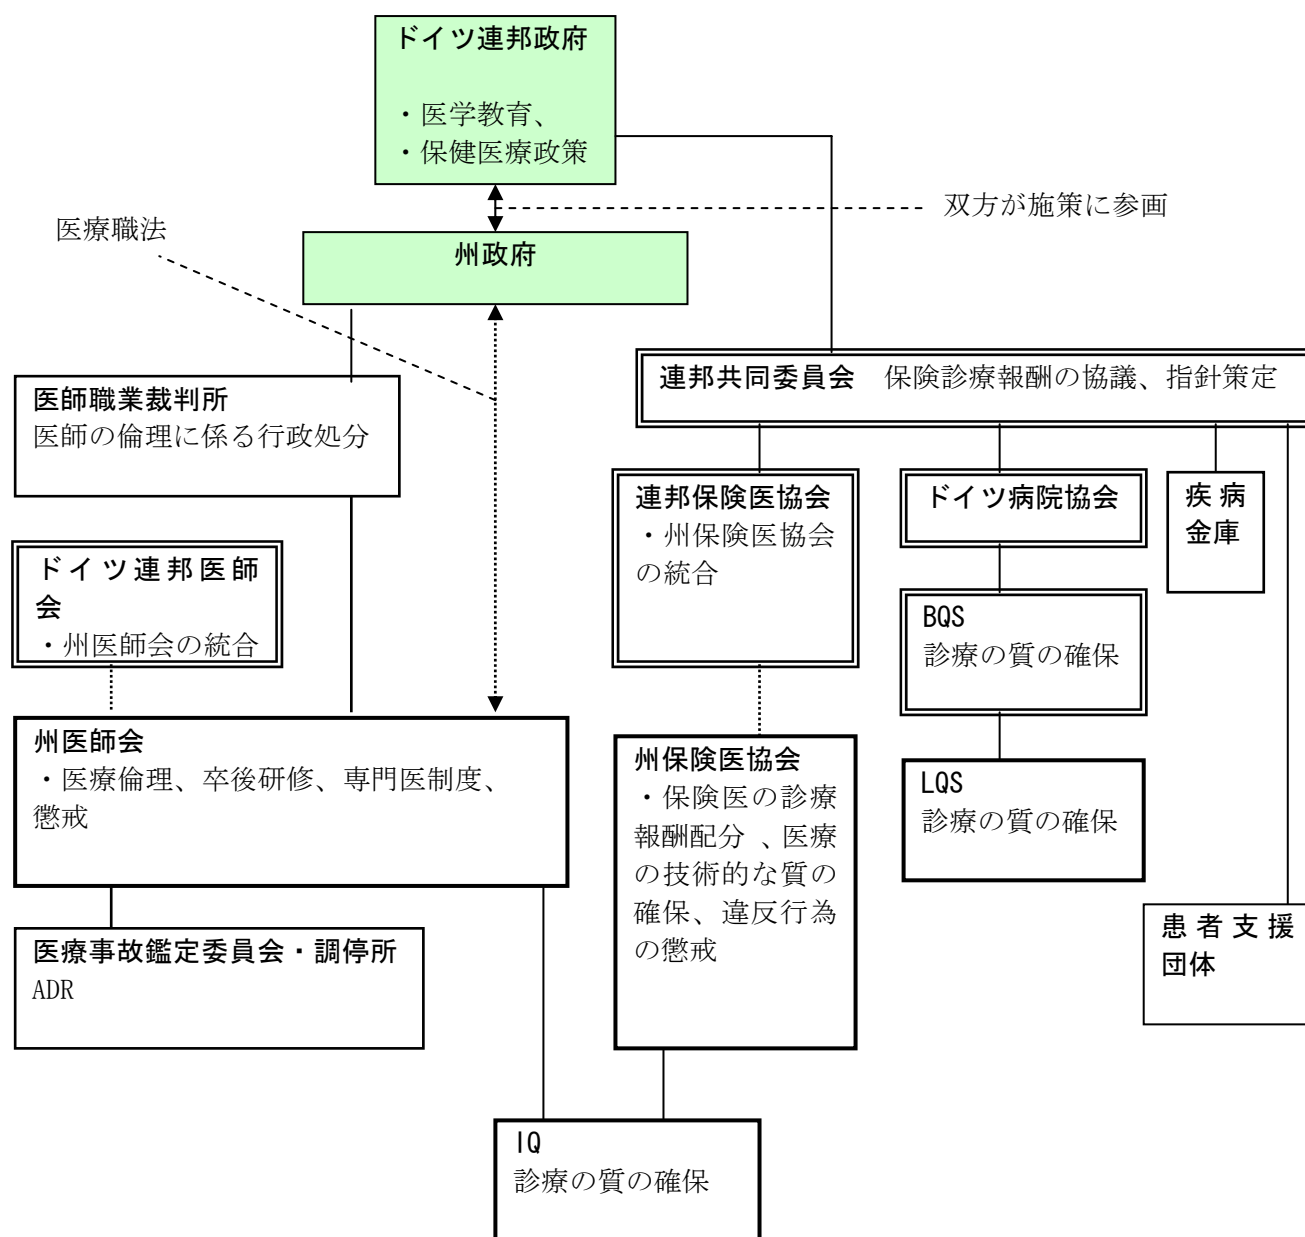 ドイツ連邦政府
・医学教育、
・保健医療政策
双方が施策に参画
医療職法
州政府
連邦共同委員会 保険診療報酬の協議、指針策定
医師職業裁判所
医師の倫理に係る行政処分
連邦保険医協会
・州保険医協会
の統合
ドイツ病院協会
疾病
金庫
ドイツ連邦医師
会
・州医師会の統合
BQS
診療の質の確保
州医師会
・医療倫理、卒後研修、専門医制度、
懲戒
州保険医協会
・保険医の診療
報酬配分 、医療
の技術的な質の
確保、違反行為
の懲戒
LQS
診療の質の確保
患者支援
団体
医療事故鑑定委員会・調停所
ADR
IQ
診療の質の確保